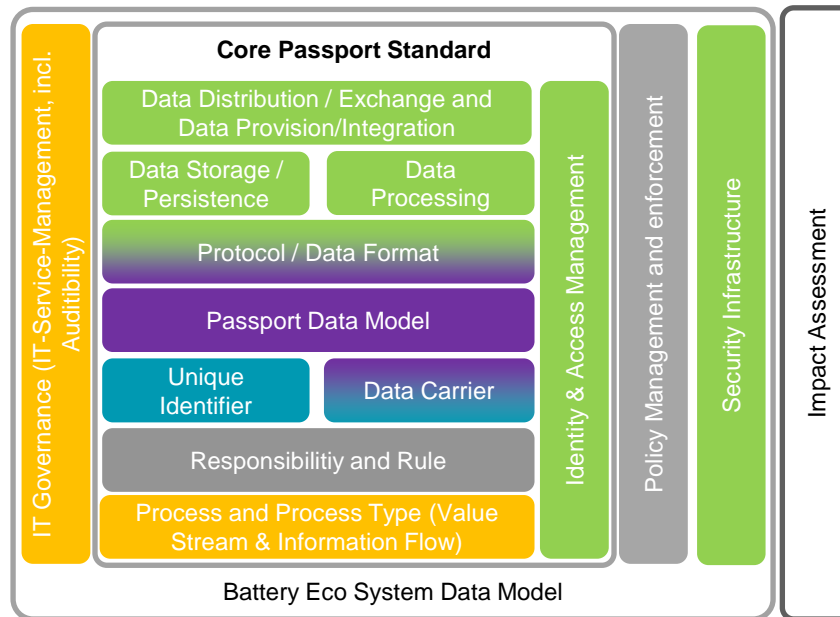 Core Passport Standard
IT Governance (IT-Service-Management, incl.
Auditibility)
Data Distribution / Exchange and
Data Provision/Integration
Data Storage /
Persistence
Data
Processing
Protocol / Data Format
Passport Data Model
Unique
Identifier
Data Carrier
Responsibilitiy and Rule
Process and Process Type (Value
Stream & Information Flow)
Identity & Access Management
Policy Management and enforcement
Security Infrastructure
Impact Assessment
Battery Eco System Data Model